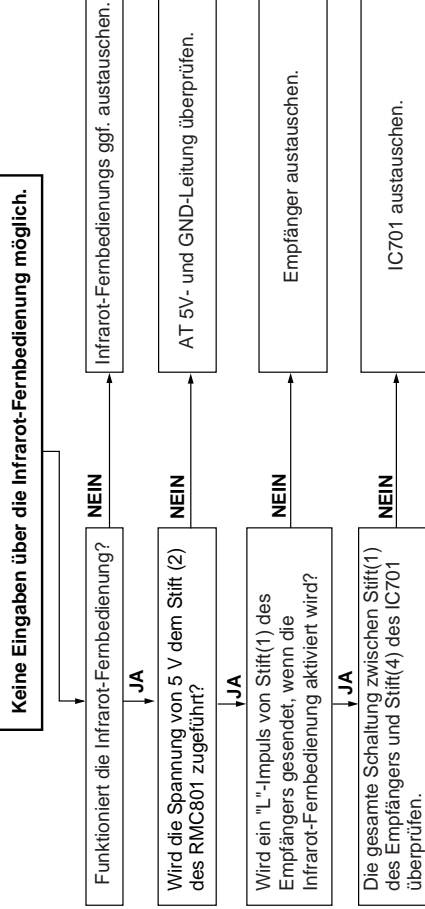 Keine Eingaben über die Infrarot-Fernbedienung möglich.
Funktioniert die Infrarot-Fernbedienung?
NEIN
Infrarot-Fernbedienungs ggf. austauschen.
JA
Wird die Spannung von 5 V dem Stift (2)
des RMC801 zugeführt?
NEIN
AT 5V- und GND-Leitung überprüfen.
JA
Wird ein "L"-Impuls von Stift(1) des
Empfängers gesendet, wenn die
Infrarot-Fernbedienung aktiviert wird?
NEIN
Empfänger austauschen.
JA
Die gesamte Schaltung zwischen Stift(1)
des Empfängers und Stift(4) des IC701
überprüfen.
NEIN
IC701 austauschen.